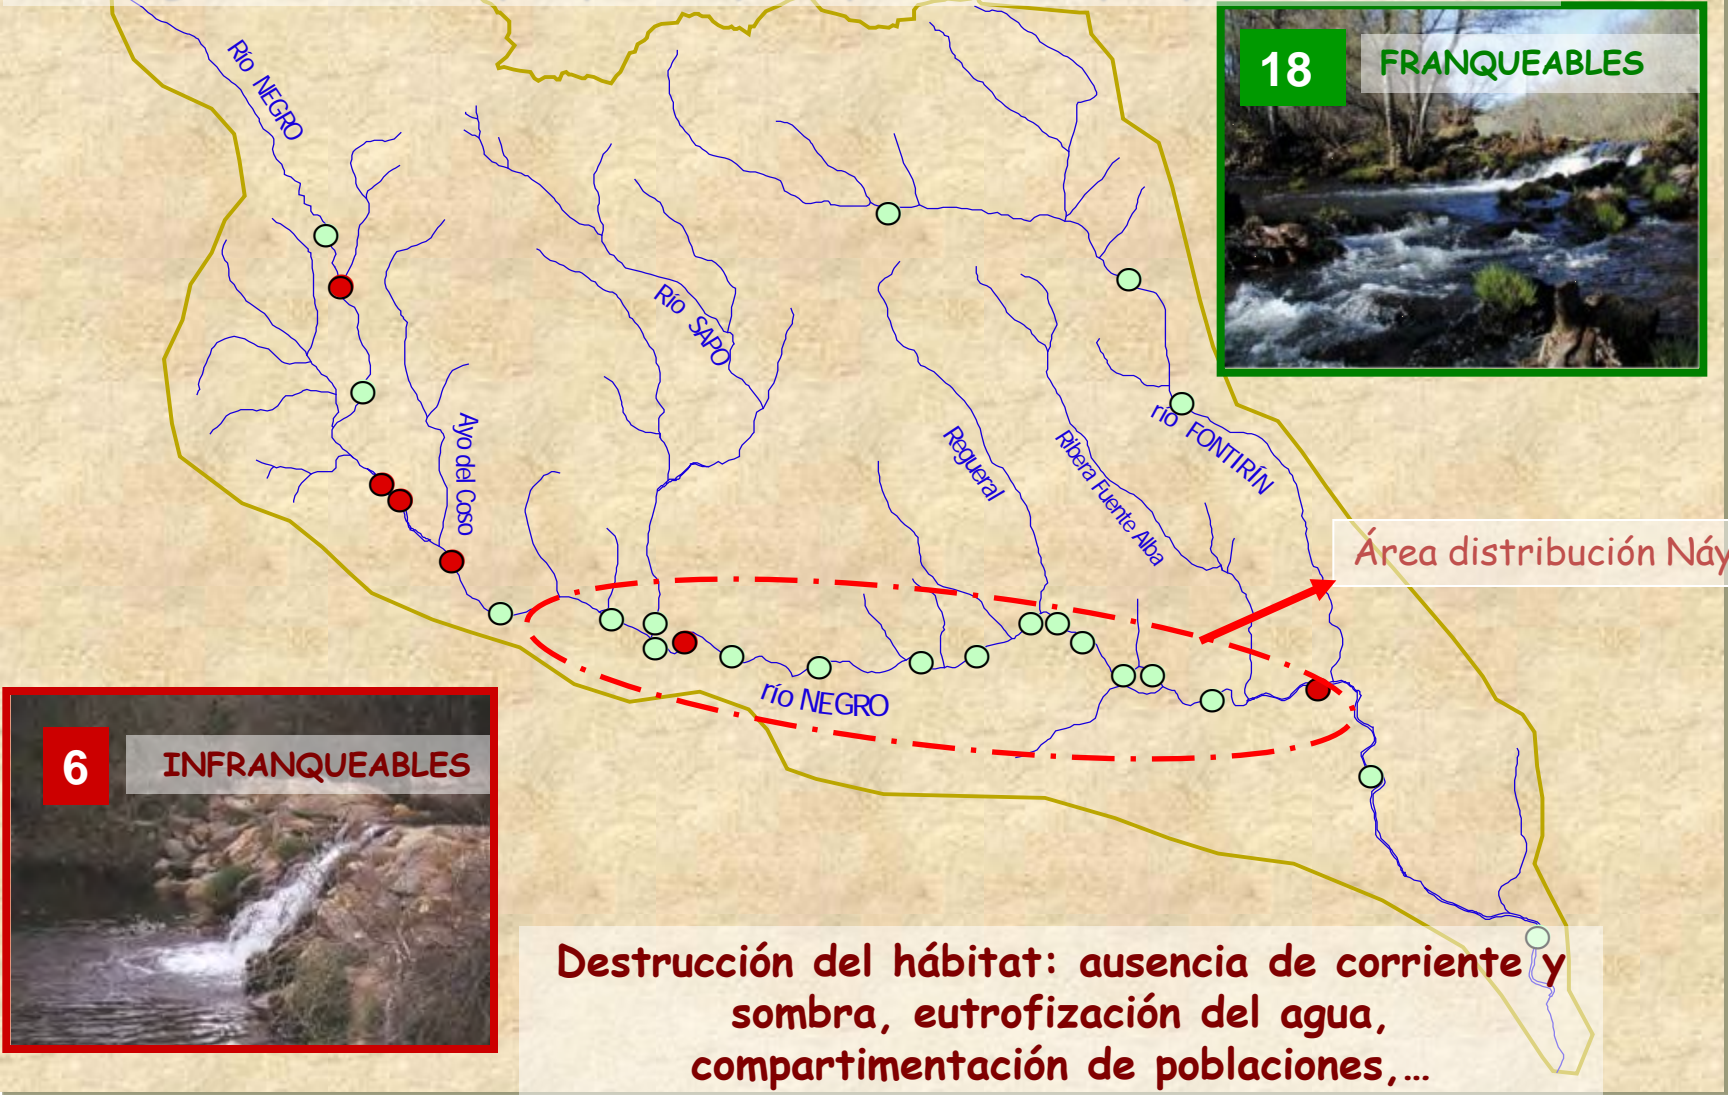 18
FRANQUEABLES
Río NEGRO
Río SAPO
Ayo del Coso
Regueral
Ribera Fuente Alba
río FONTIRÍN
Área distribución Náy
río NEGRO
6
INFRANQUEABLES
Destrucción del hábitat: ausencia de corriente y
sombra, eutrofización del agua,
compartimentación de poblaciones,…